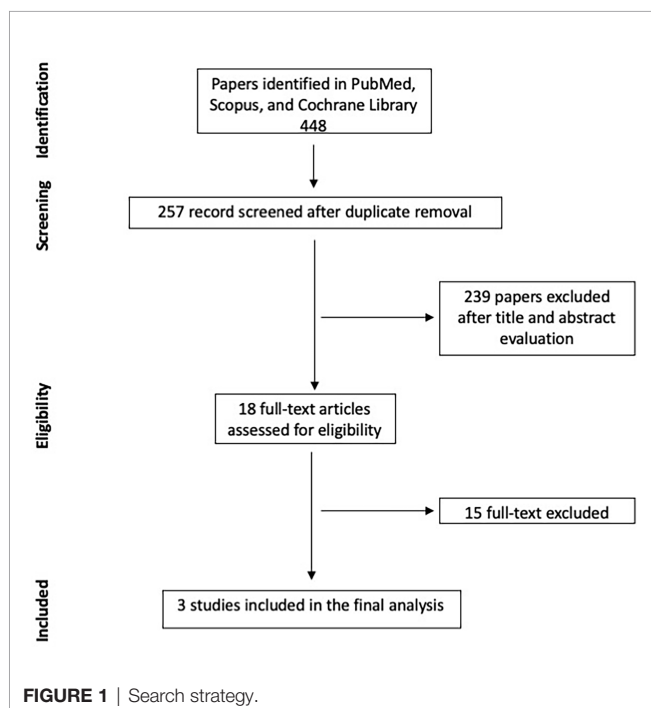 Identification
Papers identified in PubMed,
Scopus, and Cochrane Library
448
Screening
257 record screened after duplicate removal
239 papers excluded
after title and abstract
evaluation
Eligibility
18 full-text articles
assessed for eligibility
15 full-text excluded
Included
3 studies included in the final analysis
FIGURE 1 | Search strategy.